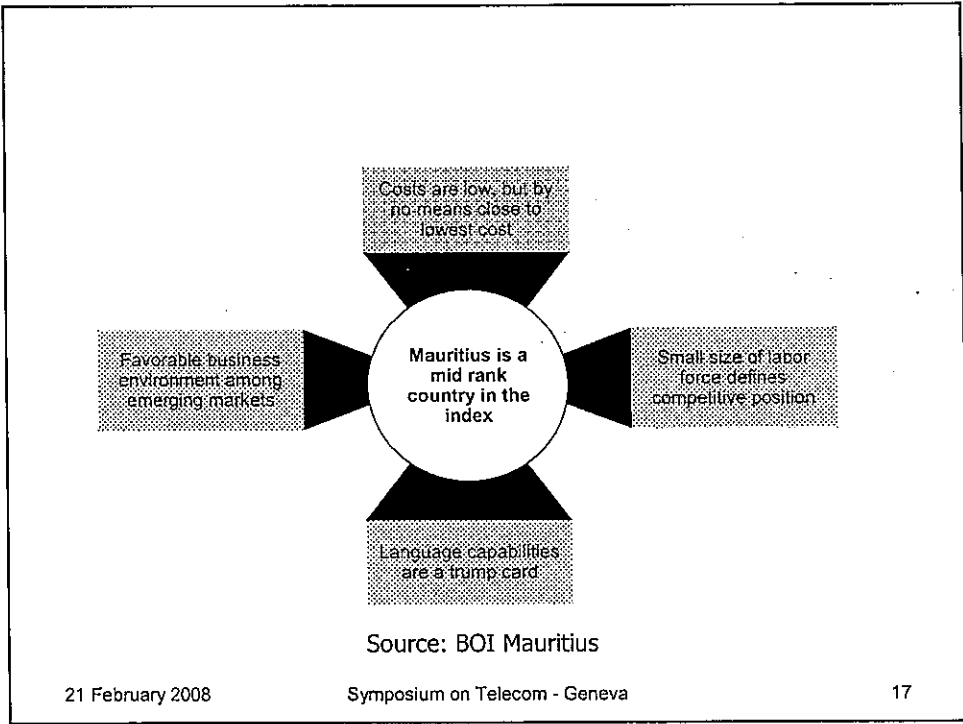 Costs are low, but by
no means close to
lowest cost
Favorable business
environment among
emerging markets
Mauritius is a
mid rank
country in the
index
Small size of labor
force defines
competitive position
Language capabilities
are a trump card
Source: BOI Mauritius
21 February 2008
Symposium on Telecom - Geneva
17